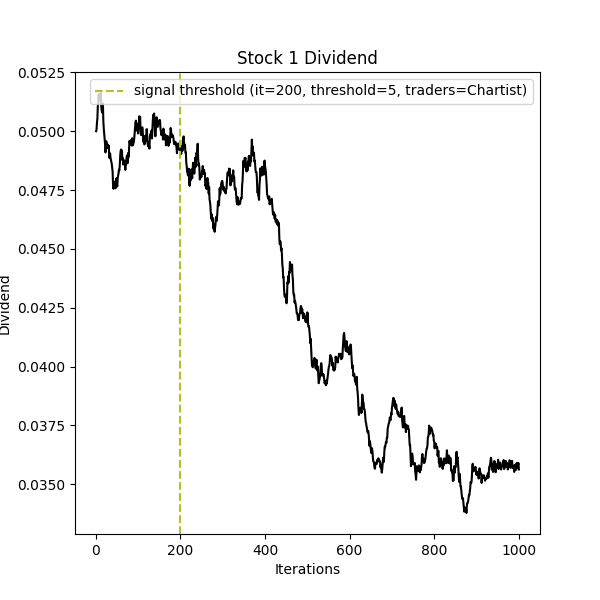 Stock 1 Dividend
signal threshold (it=200, threshold=5, traders=Chartist)
0.0525
0.0500
0.0475
0.0450
0.0425
0.0400
0.0375
0.0350
Dividend
0 200 400 600 800 1000
Iterations